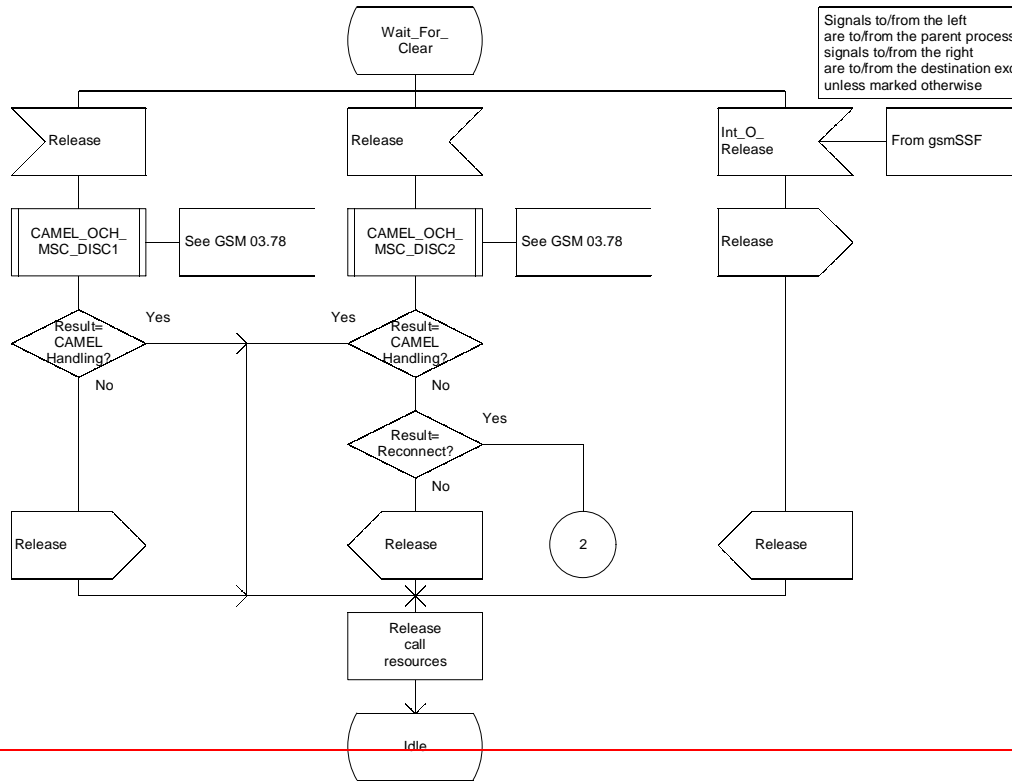 Wait_For_
Clear
Signals to/from the left
are to/from the parent process
signals to/from the right
are to/from the destination
unless marked otherwise
Release
Release
Int_O_
Release
From gsmSSF
CAMEL_OCH_
MSC_DISC1
See GSM 03.78
CAMEL_OCH_
MSC_DISC2
See GSM 03.78
Release
Result=
CAMEL
Handling?
Yes
No
Yes
Result=
CAMEL
Handling?
No
Result=
Reconnect?
Yes
No
Release
Release
2
Release
Release
call
resources
Idle